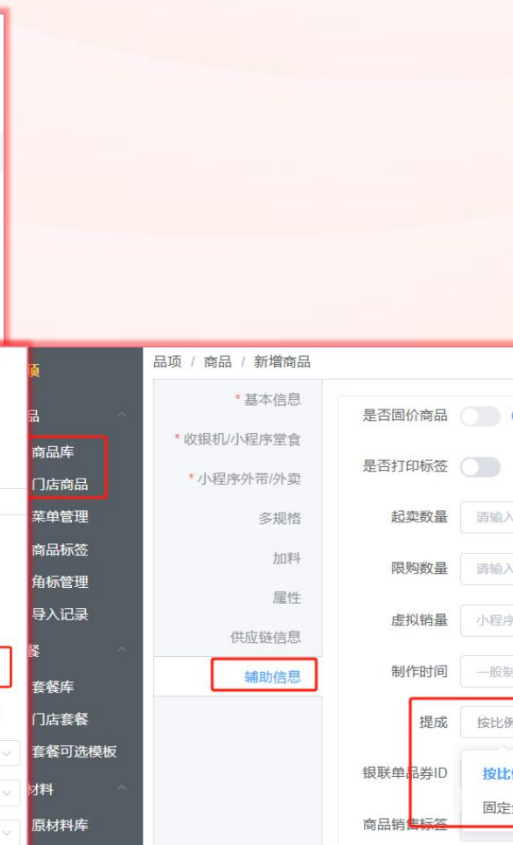 项
品项 / 商品 / 新增商品
品
商品库
门店商品
菜单管理
商品标签
角标管理
导入记录
餐
套餐库
门店套餐
套餐可选模板
材料
原材料库
* 基本信息
* 收银机/小程序堂食
* 小程序外带/外卖
多规格
加料
属性
供应链信息
辅助信息
是否固价商品
是否打印标签
起卖数量 请输入
限购数量 请输入
虚拟销量 小程序
制作时间 一般制
提成 按比例
银联单品券ID 按比例
固定
商品销售标签